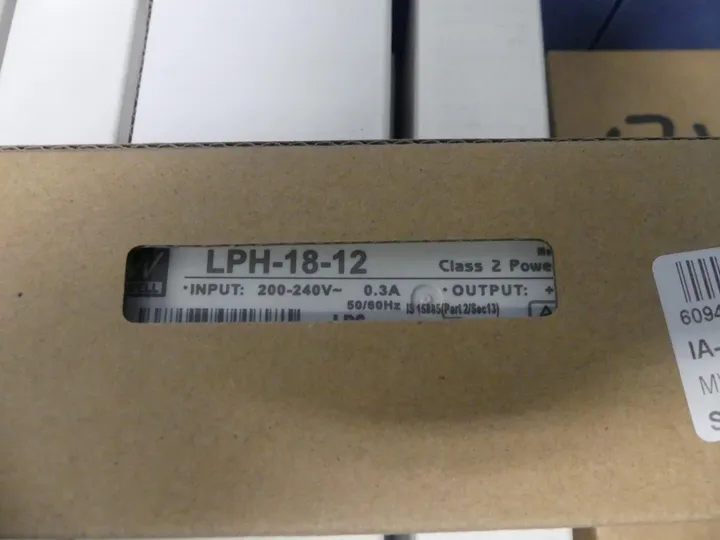 LPH-18-12
Class 2 Powe
WELL
·INPUT: 200-240V~ 0.3A
·OUTPUT: +
50/60Hz
IS 15885(Part 2/Sec13)
6094
IA-
M
S